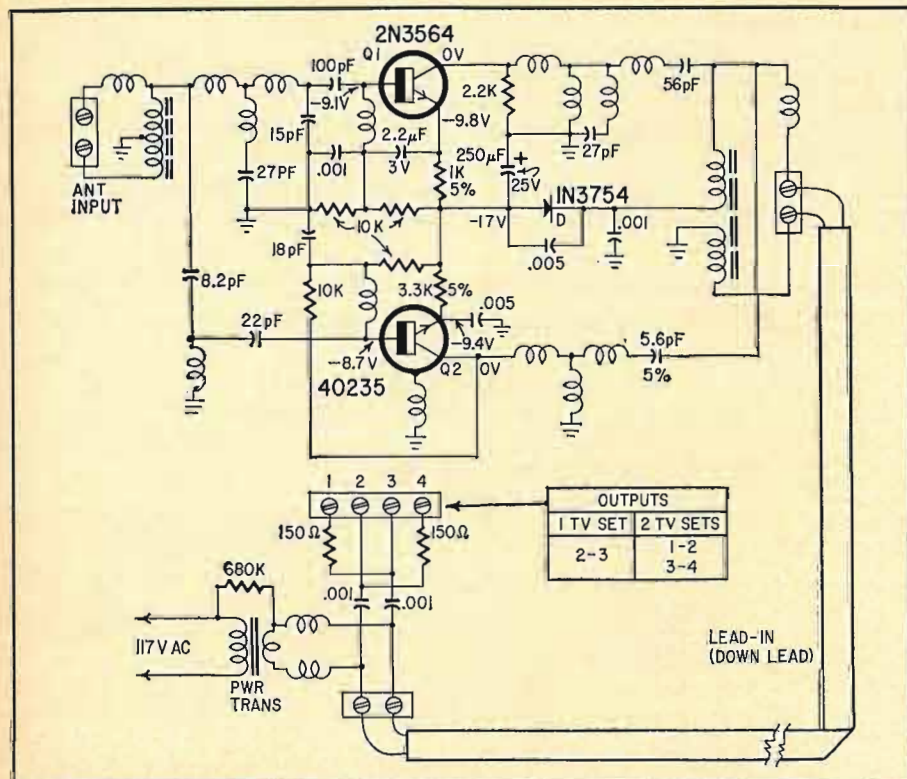 2N3564
Q1
0V
100pF
-9.1V
-9.8V
2.2K
56pF
15pF
2.2µF
3V
.001
27pF
250µF +
25V
1K
5%
ANT
INPUT
27PF
IN3754
-17V
D
.001
10K
.005
18pF
8.2pF
10K
3.3K
5%
.005
22pF
-9.4V
-8.7V
Q2
0V
5.6pF
5%
40235
1 2 3 4
OUTPUTS
1 TV SET 2 TV SETS
2-3
1-2
3-4
150Ω
150Ω
680K
.001
.001
117V AC
PWR
TRANS
LEAD-IN
(DOWN LEAD)